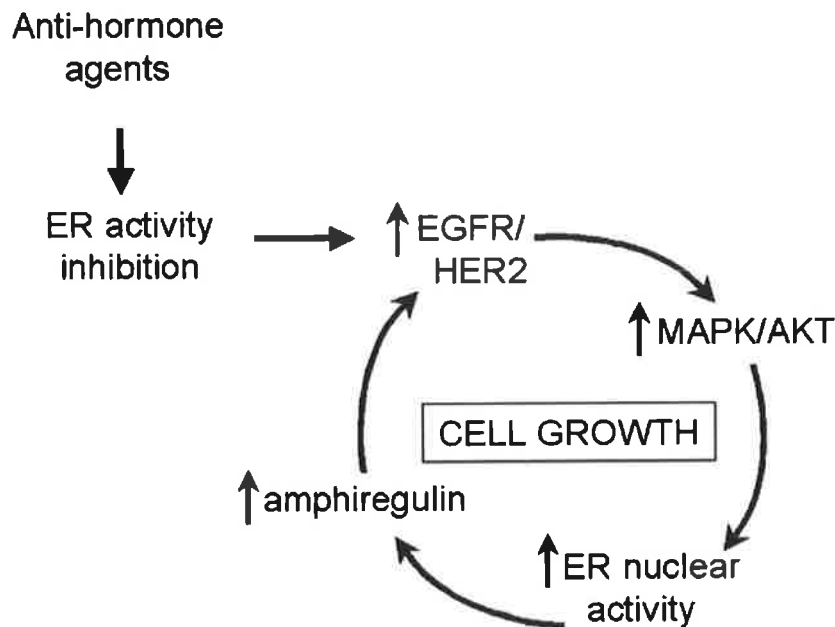 Anti-hormone
agents
ER activity
inhibition
EGFR/
HER2
MAPK/AKT
CELL GROWTH
amphiregulin
ER nuclear
activity